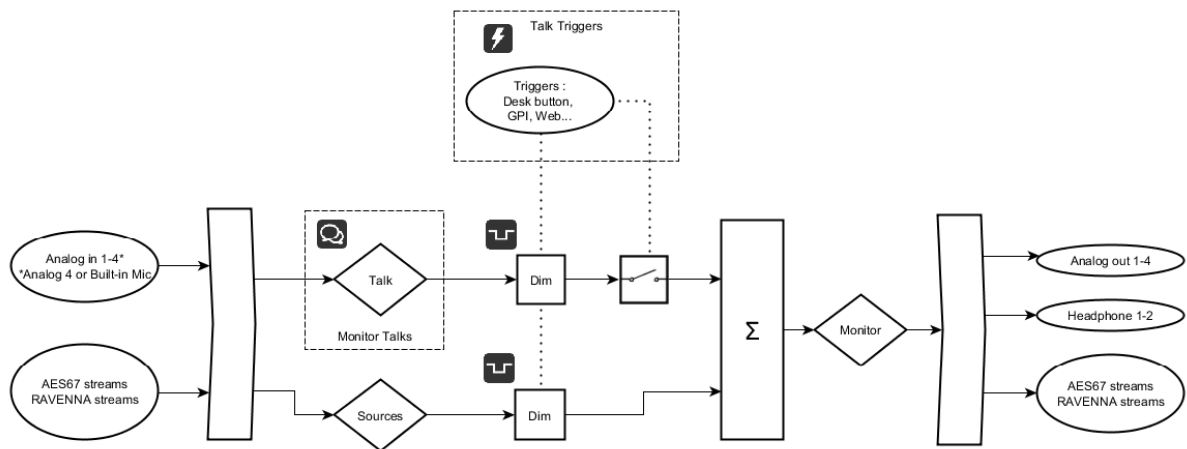 Talk Triggers
Triggers :
Desk button,
GPI, Web...
Analog in 1-4*
*Analog 4 or Built-in Mic
Talk
Monitor Talks
Dim
Σ
Monitor
Analog out 1-4
Headphone 1-2
AES67 streams
RAVENNA streams
Sources
Dim
AES67 streams
RAVENNA streams